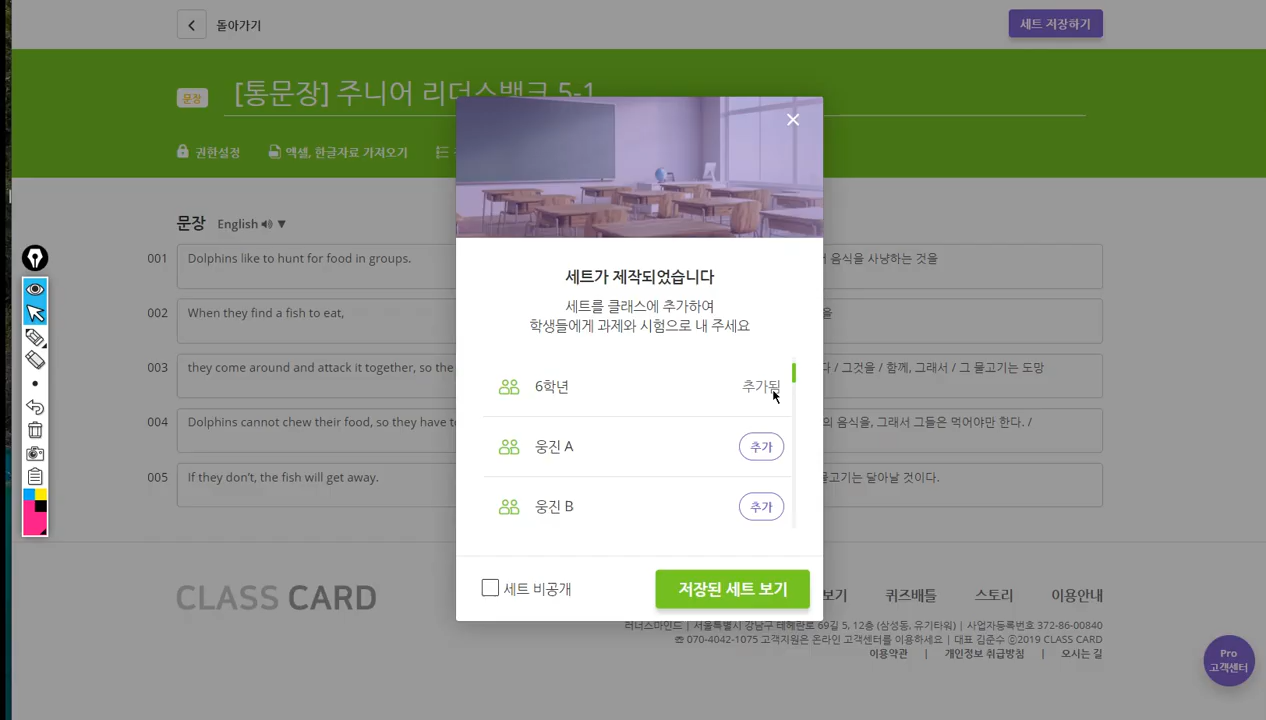 돌아가기
세트 저장하기
문장
[통문장] 주니어 리더스뱅크 5-1
권한설정
엑셀, 한글자료 가져오기
문장
English
001
Dolphins like to hunt for food in groups.
음식을 사냥하는 것을
002
When they find a fish to eat,
을
003
they come around and attack it together, so the
다 / 그것을 / 함께, 그래서 / 그 물고기는 도망
004
Dolphins cannot chew their food, so they have to
의 음식을, 그래서 그들은 먹어야만 한다. /
005
If they don't, the fish will get away.
물고기는 달아날 것이다.
세트가 제작되었습니다
세트를 클래스에 추가하여
학생들에게 과제와 시험으로 내 주세요
6학년
추가됨
웅진 A
추가
웅진 B
추가
세트 비공개
저장된 세트 보기
CLASS CARD
보기
퀴즈배틀
스토리
이용안내
러너스마인드 | 서울특별시 강남구 테헤란로 69길 5, 12층 (삼성동, 유기타워) | 사업자등록번호 372-86-00840
☎ 070-4042-1075 고객지원은 온라인 고객센터를 이용하세요 | 대표 김준수 ⓒ2019 CLASS CARD
이용약관 | 개인정보 취급방침 | 오시는 길
Pro
고객센터